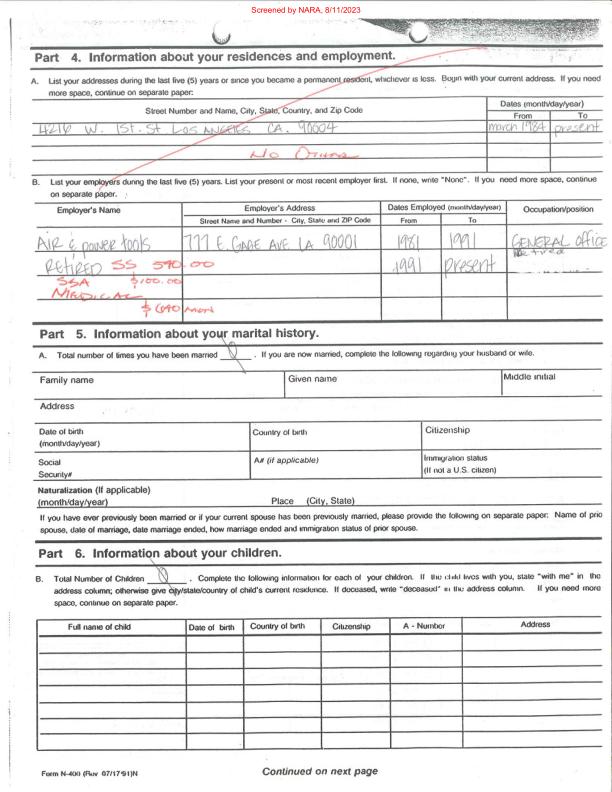 Screened by NARA, 8/11/2023
Part 4. Information about your residences and employment.
A. List your addresses during the last five (5) years or since you became a permanent resident, whichever is less. Begin with your current address. If you need
more space, continue on separate paper:
Street Number and Name, City, State, Country, and Zip Code
Dates (month/day/year)
From To
4216 W. 1st. St LOS ANGELES CA. 90004 march 1984 present
No Others
B. List your employers during the last five (5) years. List your present or most recent employer first. If none, write "None". If you need more space, continue
on separate paper.
Employer's Name Employer's Address Dates Employed (month/day/year) Occupation/position
Street Name and Number - City, State and ZIP Code From To
AIR & power tools 777 E. GAGE AVE LA 90001 1981 1991 GENERAL office
RETIRED SS 590.00 1991 present Retired
SSA $100.00
MEDICAL
$690 mon
Part 5. Information about your marital history.
A. Total number of times you have been married 0 . If you are now married, complete the following regarding your husband or wife.
Family name Given name Middle initial
Address
Date of birth
(month/day/year) Country of birth Citizenship
Social
Security# A# (if applicable) Immigration status
(If not a U.S. citizen)
Naturalization (If applicable)
(month/day/year) Place (City, State)
If you have ever previously been married or if your current spouse has been previously married, please provide the following on separate paper: Name of prior
spouse, date of marriage, date marriage ended, how marriage ended and immigration status of prior spouse.
Part 6. Information about your children.
B. Total Number of Children 0 . Complete the following information for each of your children. If the child lives with you, state "with me" in the
address column; otherwise give city/state/country of child's current residence. If deceased, write "deceased" in the address column. If you need more
space, continue on separate paper.
Full name of child Date of birth Country of birth Citizenship A - Number Address
Form N-400 (Rev 07/17/91)N Continued on next page